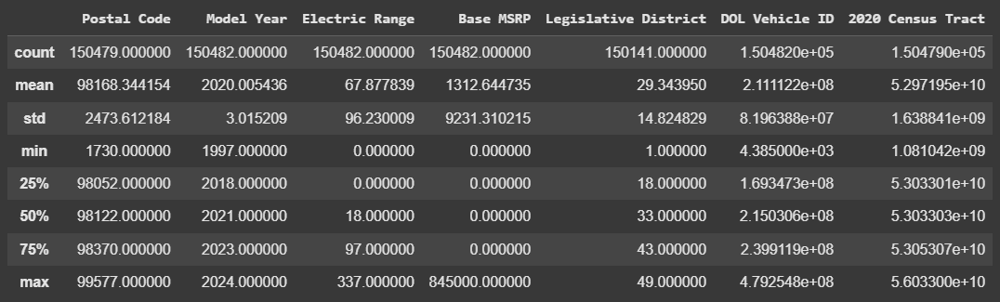 Postal Code Model Year Electric Range Base MSRP Legislative District DOL Vehicle ID 2020 Census Tract
count 150479.000000 150482.000000 150482.000000 150482.000000 150141.000000 1.504820e+05 1.504790e+05
mean 98168.344154 2020.005436 67.877839 1312.644735 29.343950 2.111122e+08 5.297195e+10
std 2473.612184 3.015209 96.230009 9231.310215 14.824829 8.196388e+07 1.638841e+09
min 1730.000000 1997.000000 0.000000 0.000000 1.000000 4.385000e+03 1.081042e+09
25% 98052.000000 2018.000000 0.000000 0.000000 18.000000 1.693473e+08 5.303301e+10
50% 98122.000000 2021.000000 18.000000 0.000000 33.000000 2.150306e+08 5.303303e+10
75% 98370.000000 2023.000000 97.000000 0.000000 43.000000 2.399119e+08 5.305307e+10
max 99577.000000 2024.000000 337.000000 845000.000000 49.000000 4.792548e+08 5.603300e+10